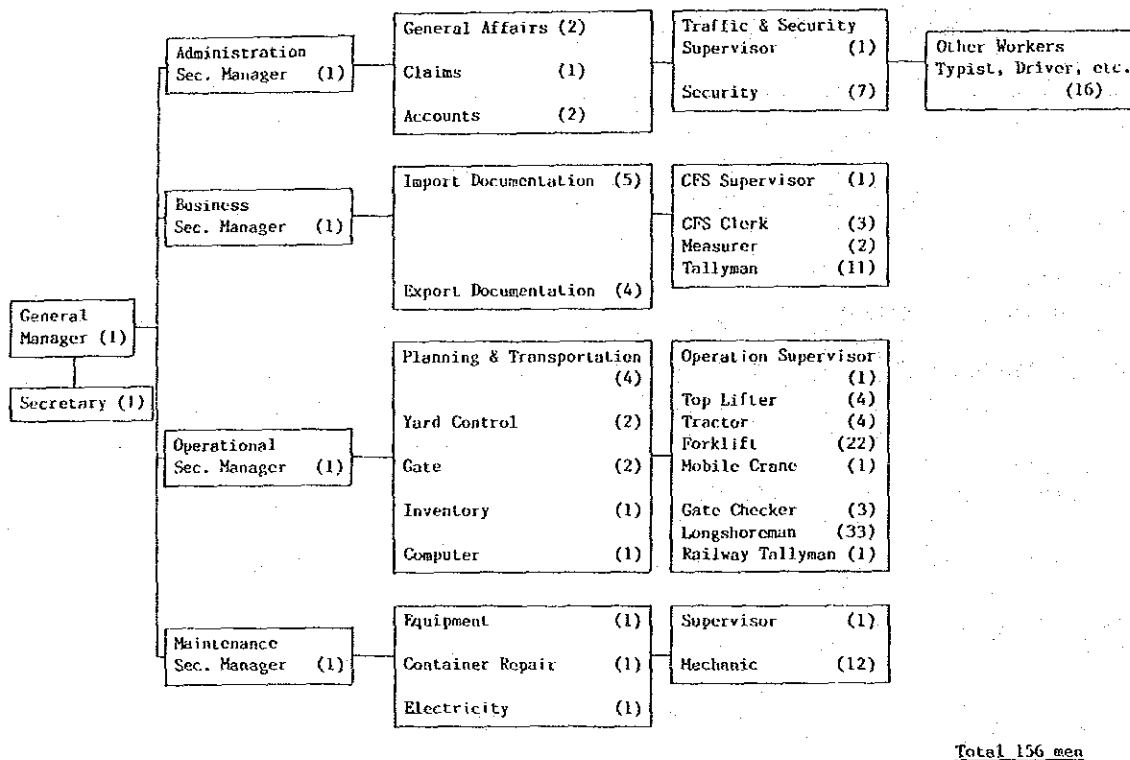 General
Manager (1)
Secretary (1)
Administration
Sec. Manager (1)
General Affairs (2)
Claims (1)
Accounts (2)
Traffic & Security
Supervisor (1)
Security (7)
Other Workers
Typist, Driver, etc.
(16)
Business
Sec. Manager (1)
Import Documentation (5)
Export Documentation (4)
CFS Supervisor (1)
CFS Clerk (3)
Measurer (2)
Tallyman (11)
Operational
Sec. Manager (1)
Planning & Transportation
(4)
Yard Control (2)
Gate (2)
Inventory (1)
Computer (1)
Operation Supervisor
(1)
Top Lifter (4)
Tractor (4)
Forklift (22)
Mobile Crane (1)
Gate Checker (3)
Longshoreman (33)
Railway Tallyman (1)
Maintenance
Sec. Manager (1)
Equipment (1)
Container Repair (1)
Electricity (1)
Supervisor (1)
Mechanic (12)
Total 156 men